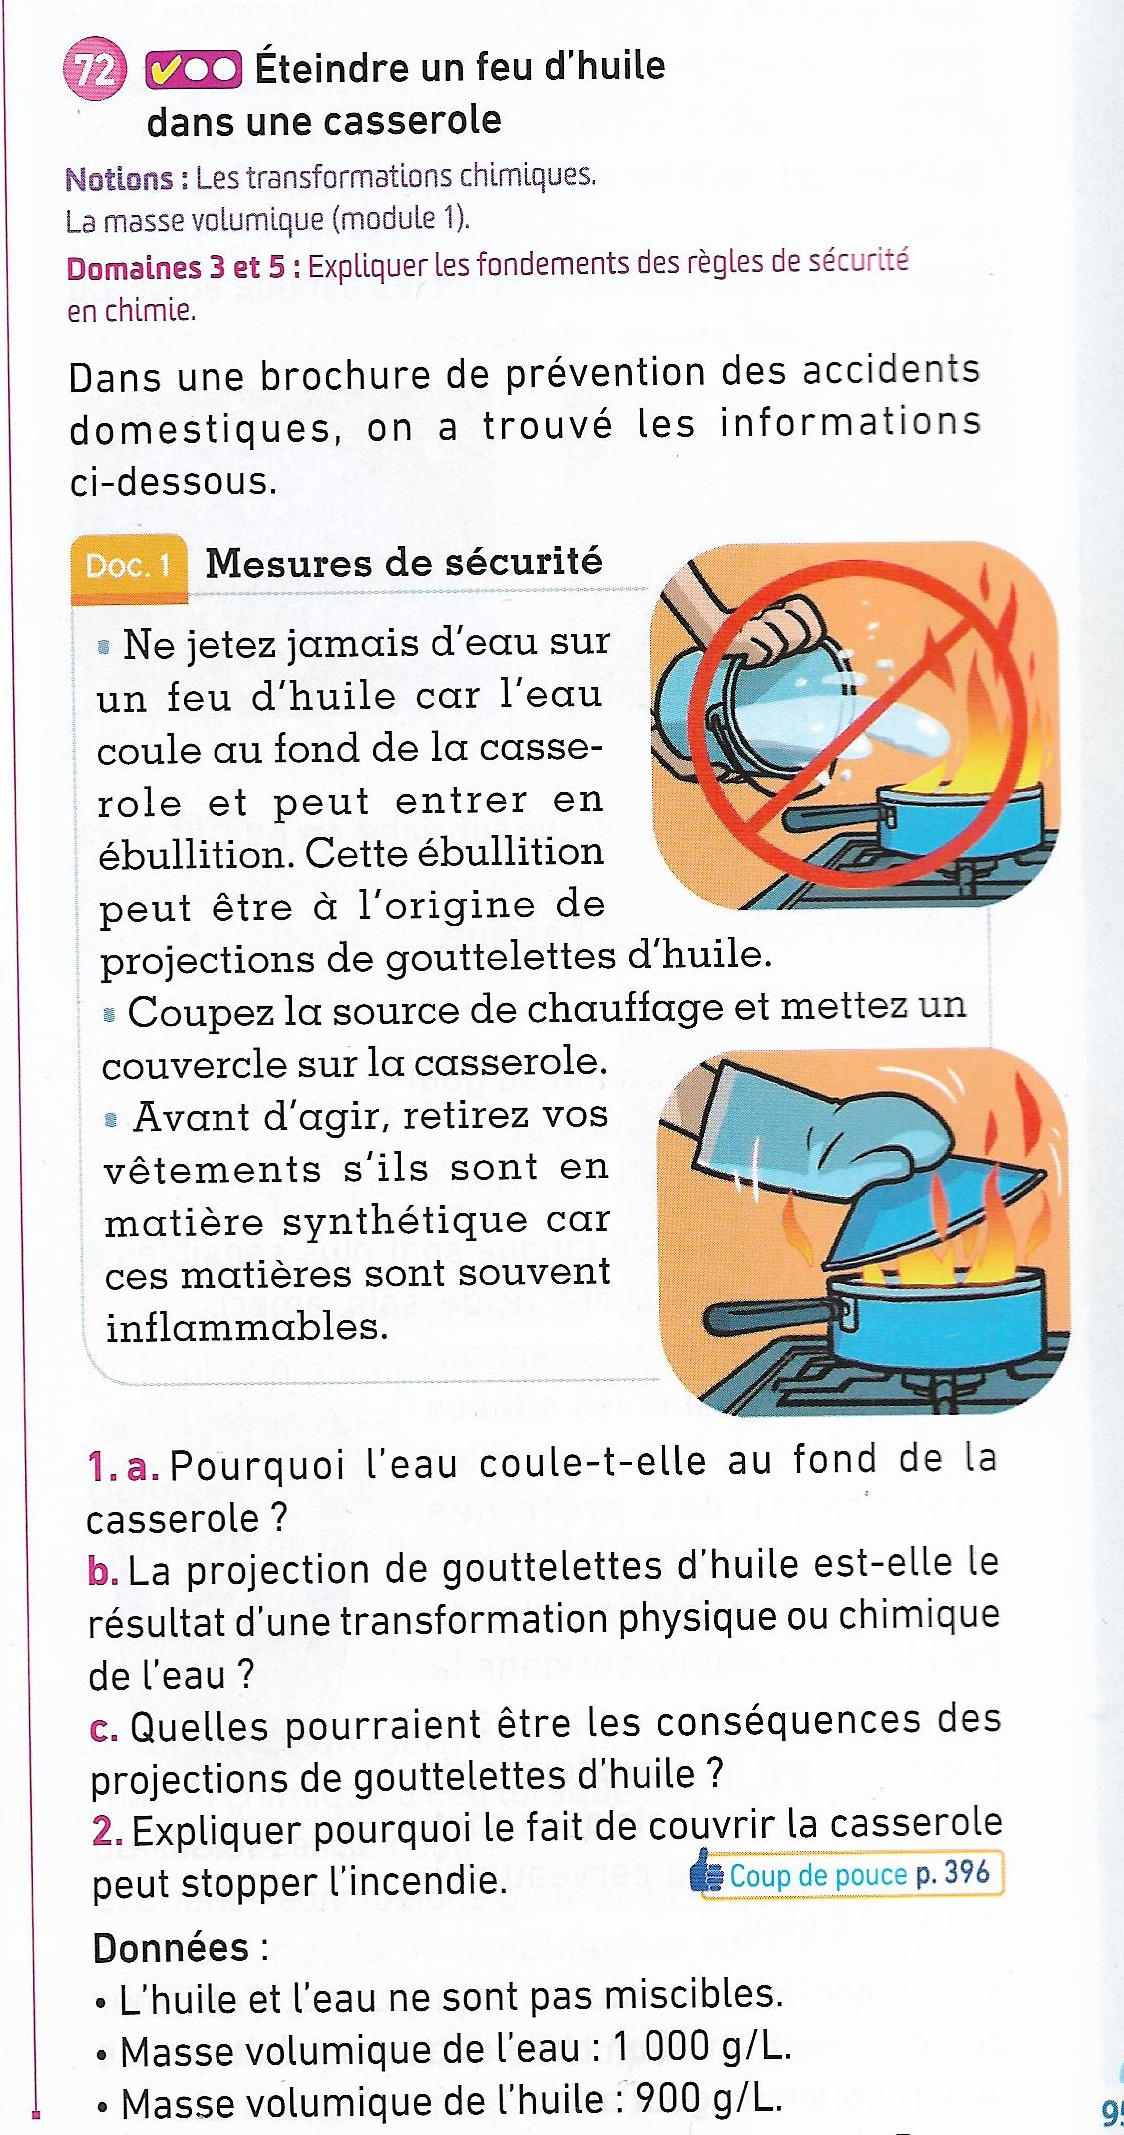 72 Éteindre un feu d'huile
dans une casserole
Notions : Les transformations chimiques.
La masse volumique (module 1).
Domaines 3 et 5 : Expliquer les fondements des règles de sécurité
en chimie.
Dans une brochure de prévention des accidents
domestiques, on a trouvé les informations
ci-dessous.
Doc. 1 Mesures de sécurité
▪ Ne jetez jamais d'eau sur
un feu d'huile car l'eau
coule au fond de la casse-
role et peut entrer en
ébullition. Cette ébullition
peut être à l'origine de
projections de gouttelettes d'huile.
▪ Coupez la source de chauffage et mettez un
couvercle sur la casserole.
▪ Avant d'agir, retirez vos
vêtements s'ils sont en
matière synthétique car
ces matières sont souvent
inflammables.
1. a. Pourquoi l'eau coule-t-elle au fond de la
casserole ?
b. La projection de gouttelettes d'huile est-elle le
résultat d'une transformation physique ou chimique
de l'eau ?
c. Quelles pourraient être les conséquences des
projections de gouttelettes d'huile ?
2. Expliquer pourquoi le fait de couvrir la casserole
peut stopper l'incendie.
Coup de pouce p. 396
Données :
• L'huile et l'eau ne sont pas miscibles.
• Masse volumique de l'eau : 1 000 g/L.
• Masse volumique de l'huile : 900 g/L.